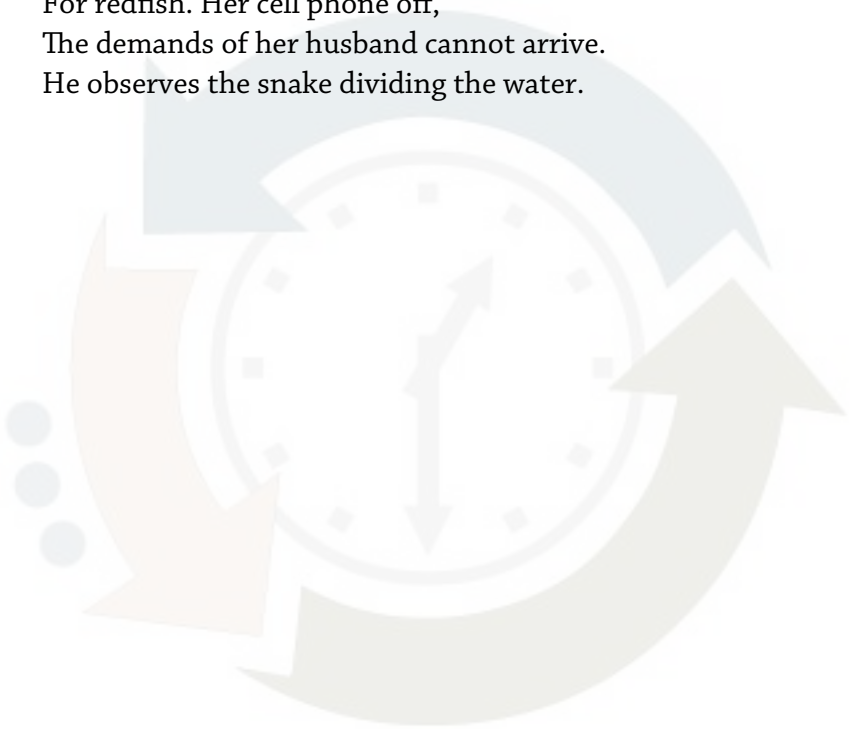 For redfish. Her cell phone off,
The demands of her husband cannot arrive.
He observes the snake dividing the water.